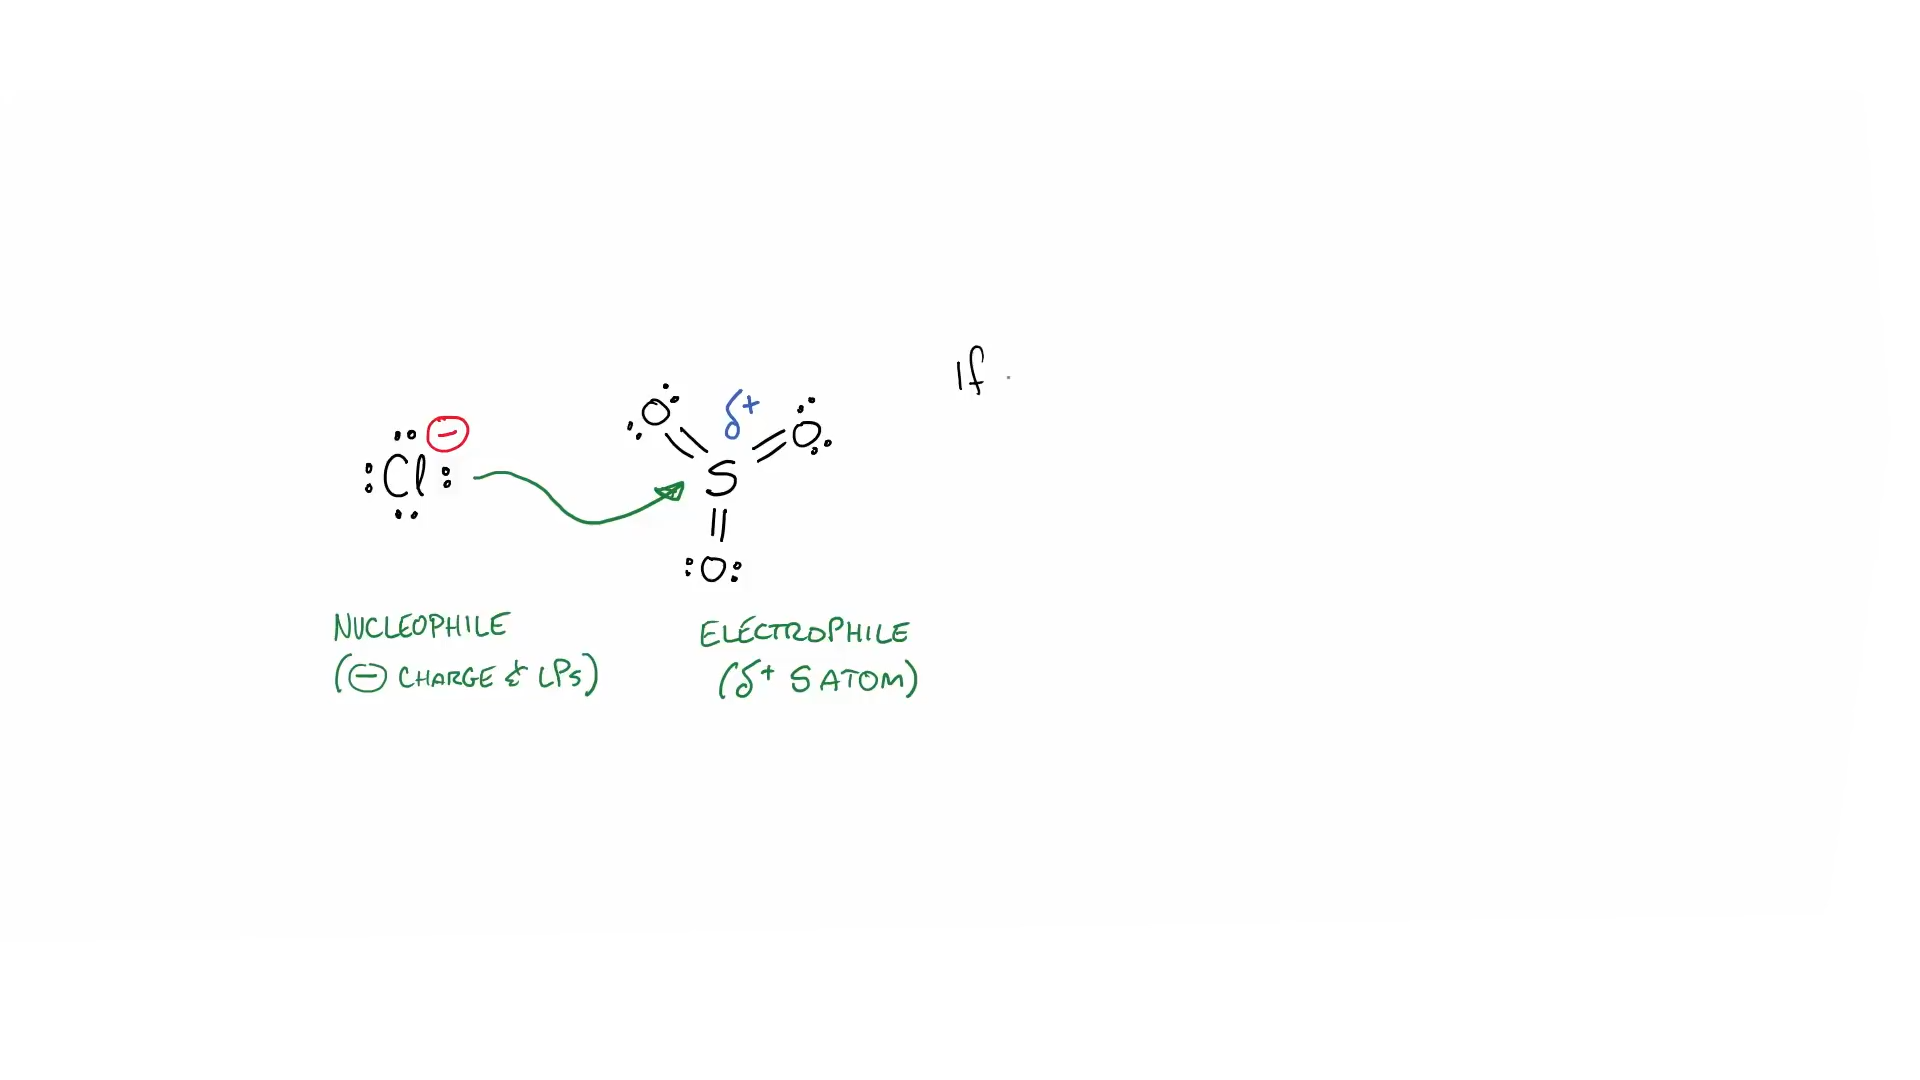 If
δ+
O
O
⊖
:Cl:
S
:O:
NUCLEOPHILE
ELECTROPHILE
(⊖ CHARGE & LPs)
(δ+ S ATOM)